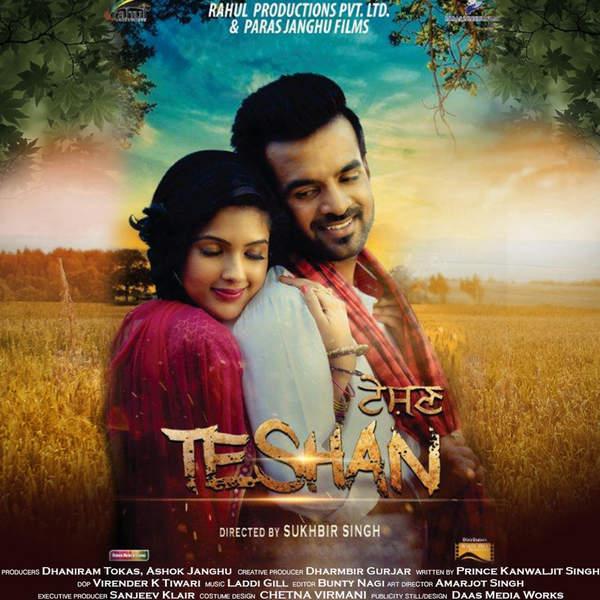 rahul
RAHUL PRODUCTIONS PVT. LTD.
& PARAS JANGHU FILMS
ਟੇਸ਼ਣ
TESHAN
DIRECTED BY SUKHBIR SINGH
Distribution
PRODUCERS DHANIRAM TOKAS, ASHOK JANGHU CREATIVE PRODUCER DHARMBIR GURJAR WRITTEN BY PRINCE KANWALJIT SINGH
DOP VIRENDER K TIWARI MUSIC LADDI GILL EDITOR BUNTY NAGI ART DIRECTOR AMARJOT SINGH
EXECUTIVE PRODUCER SANJEEV KLAIR COSTUME DESIGN CHETNA VIRMANI PUBLICITY STILL/DESIGN DAAS MEDIA WORKS